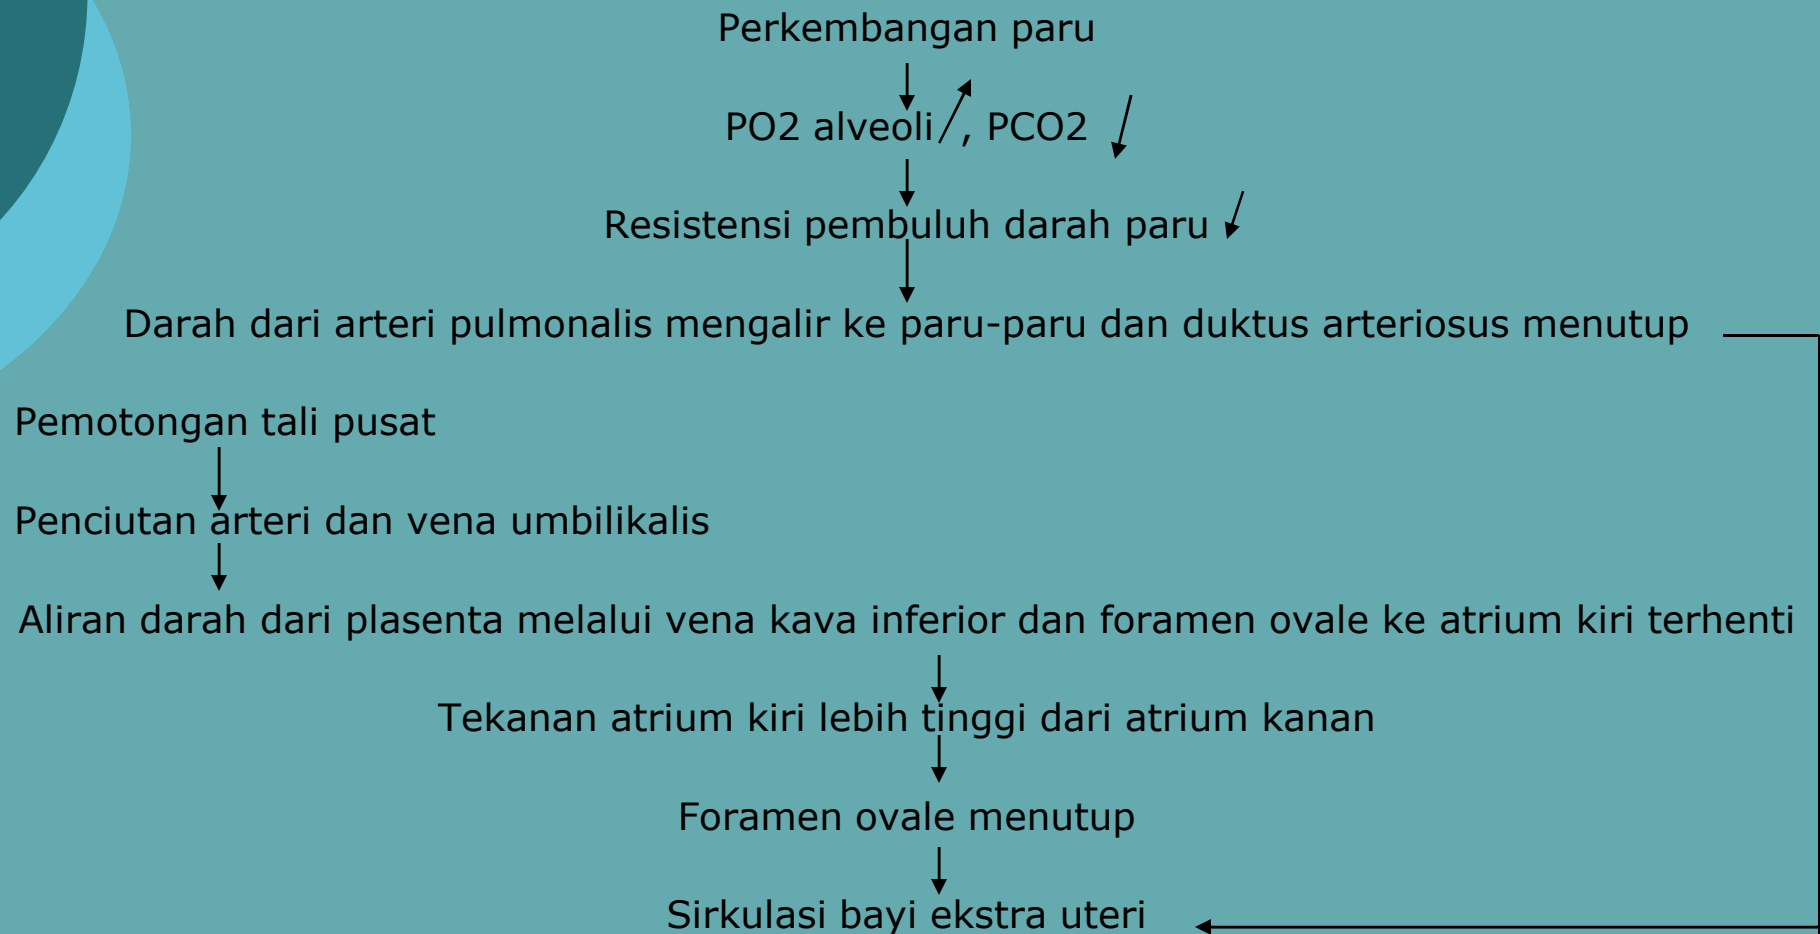 Perkembangan paru
PO2 alveoli , PCO2
Resistensi pembuluh darah paru
Darah dari arteri pulmonalis mengalir ke paru-paru dan duktus arteriosus menutup
Pemotongan tali pusat
Penciutan arteri dan vena umbilikalis
Aliran darah dari plasenta melalui vena kava inferior dan foramen ovale ke atrium kiri terhenti
Tekanan atrium kiri lebih tinggi dari atrium kanan
Foramen ovale menutup
Sirkulasi bayi ekstra uteri